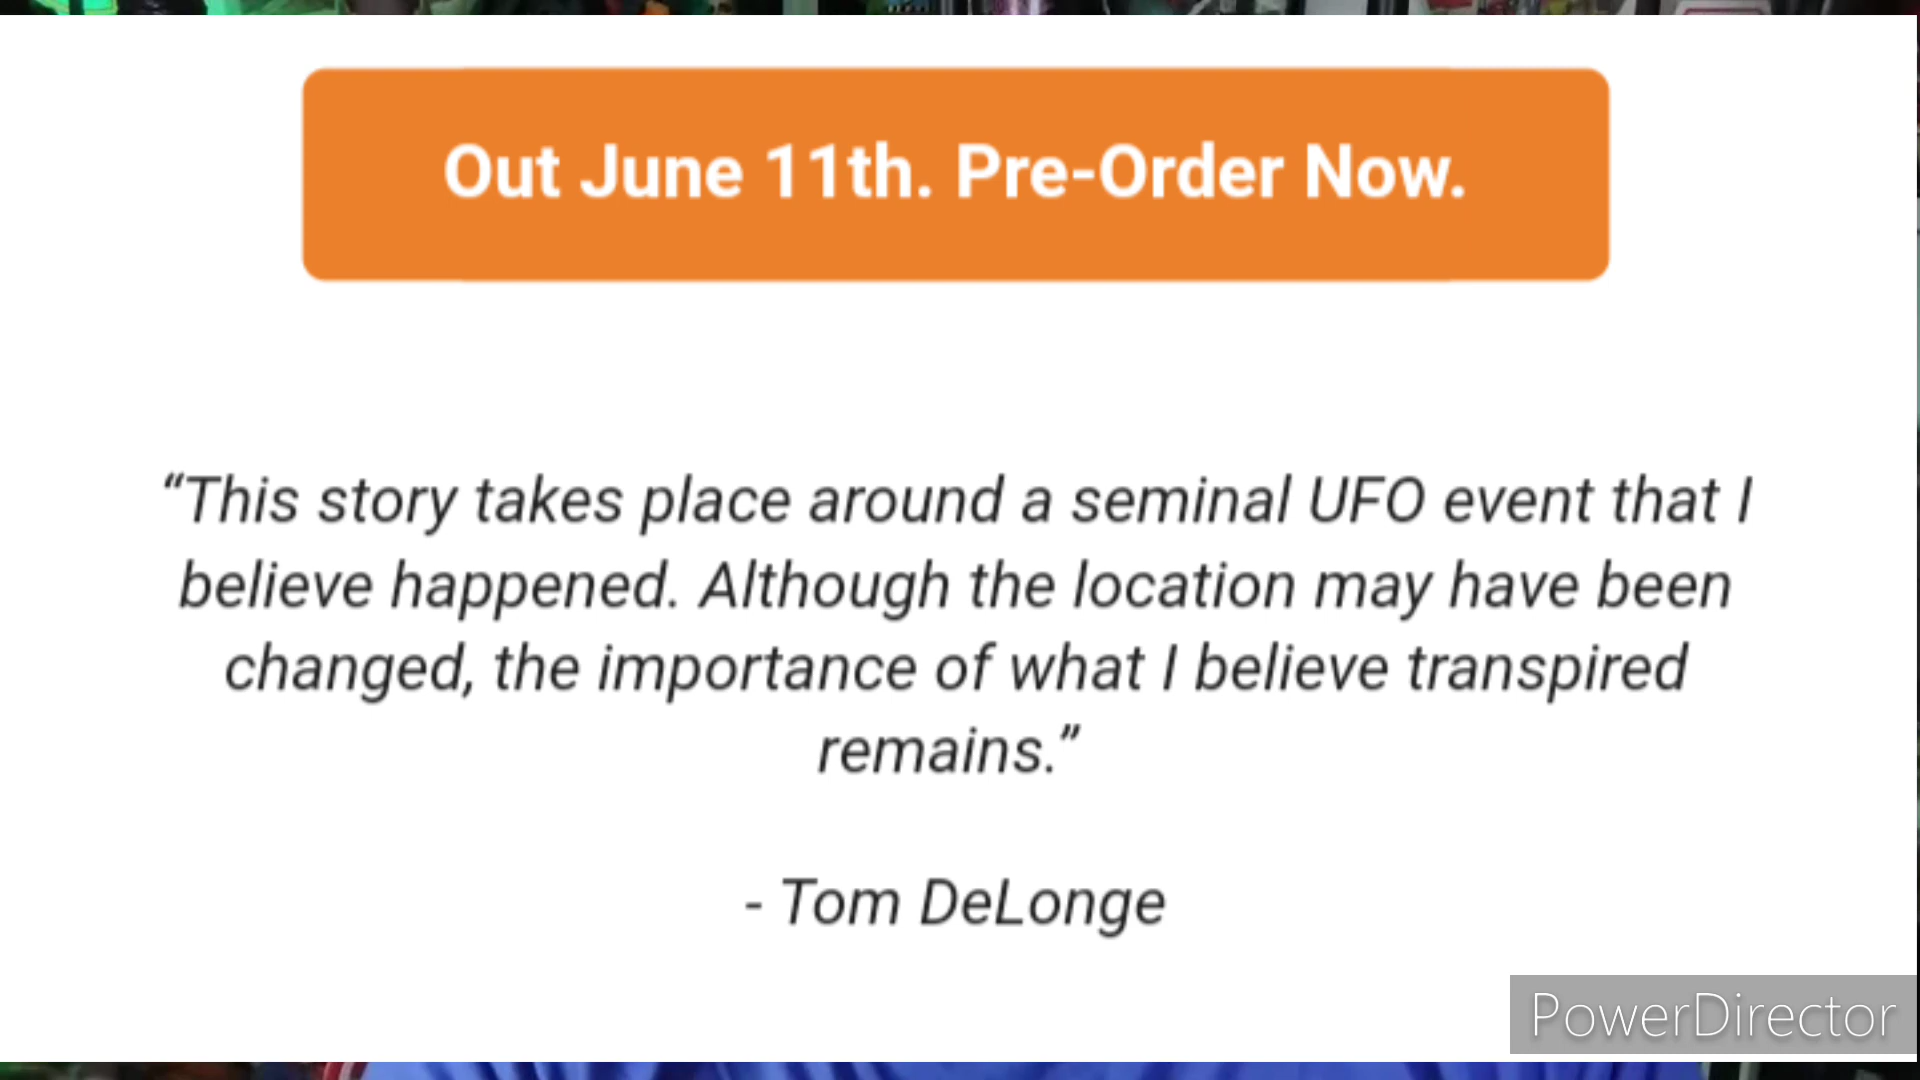 Out June 11th. Pre-Order Now.
“This story takes place around a seminal UFO event that I
believe happened. Although the location may have been
changed, the importance of what I believe transpired
remains.”
- Tom DeLonge
PowerDirector